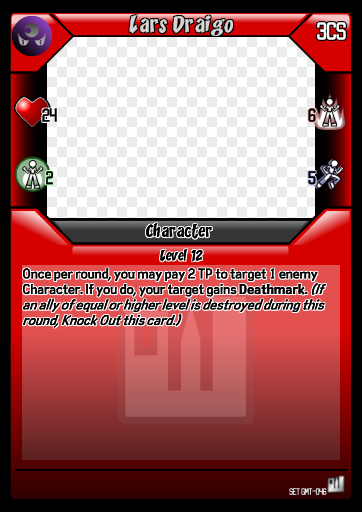 Lars Draigo
3CS
24
6
2
5
Character
Level 12
Once per round, you may pay 2 TP to target 1 enemy
Character. If you do, your target gains Deathmark. (If
an ally of equal or higher level is destroyed during this
round, Knock Out this card.)
SET GMT-046